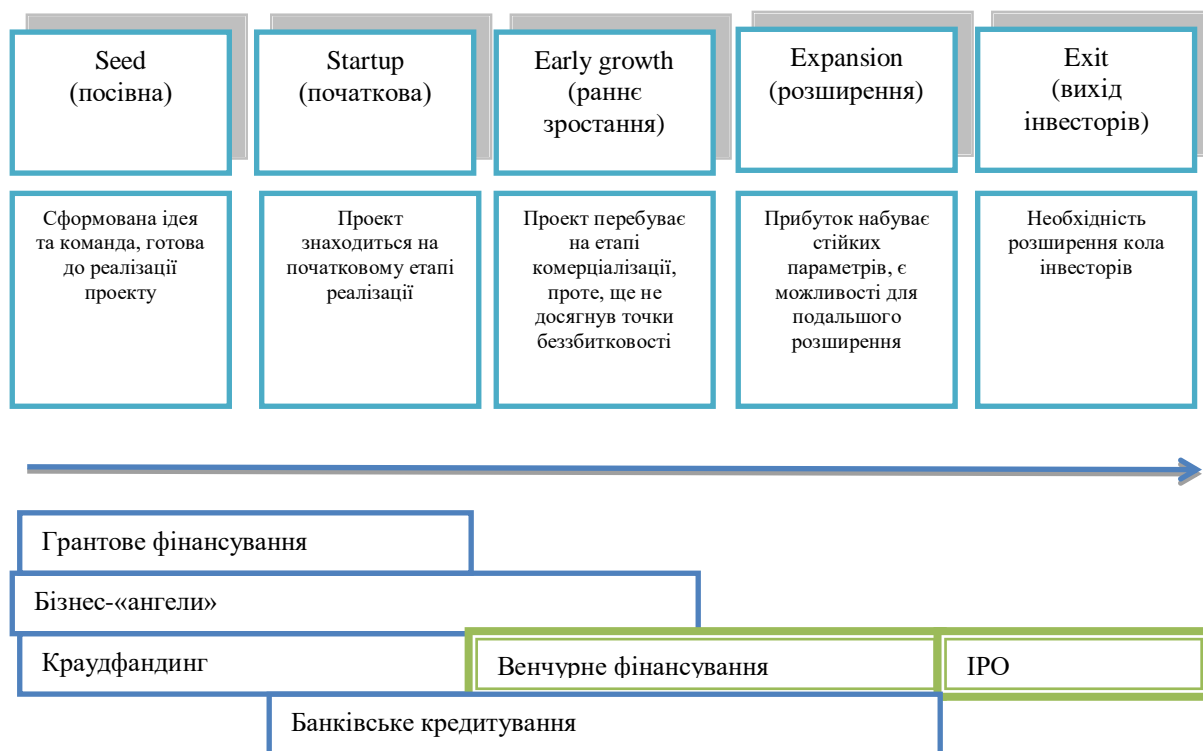 Seed
(посівна)
Startup
(початкова)
Early growth
(раннє
зростання)
Expansion
(розширення)
Exit
(вихід
інвесторів)
Сформована ідея
та команда, готова
до реалізації
проекту
Проект
знаходиться на
початковому етапі
реалізації
Проект перебуває
на етапі
комерціалізації,
проте, ще не
досягнув точки
беззбитковості
Прибуток набуває
стійких
параметрів, є
можливості для
подальшого
розширення
Необхідність
розширення кола
інвесторів
Грантове фінансування
Бізнес-«ангели»
Краудфандинг
Венчурне фінансування
IPO
Банківське кредитування